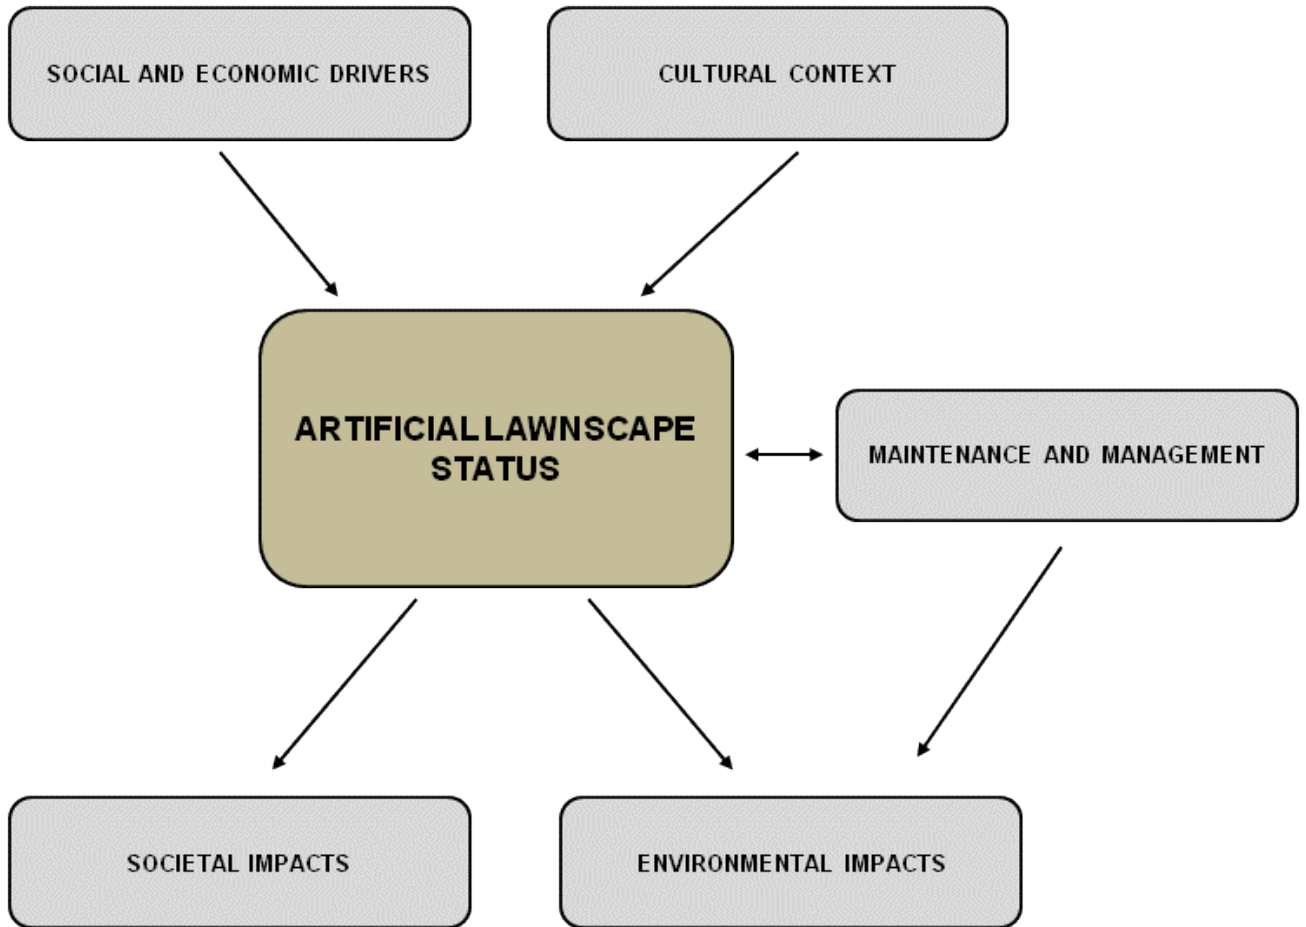 SOCIAL AND ECONOMIC DRIVERS
CULTURAL CONTEXT
ARTIFICIAL LAWNSCAPE
STATUS
MAINTENANCE AND MANAGEMENT
SOCIETAL IMPACTS
ENVIRONMENTAL IMPACTS